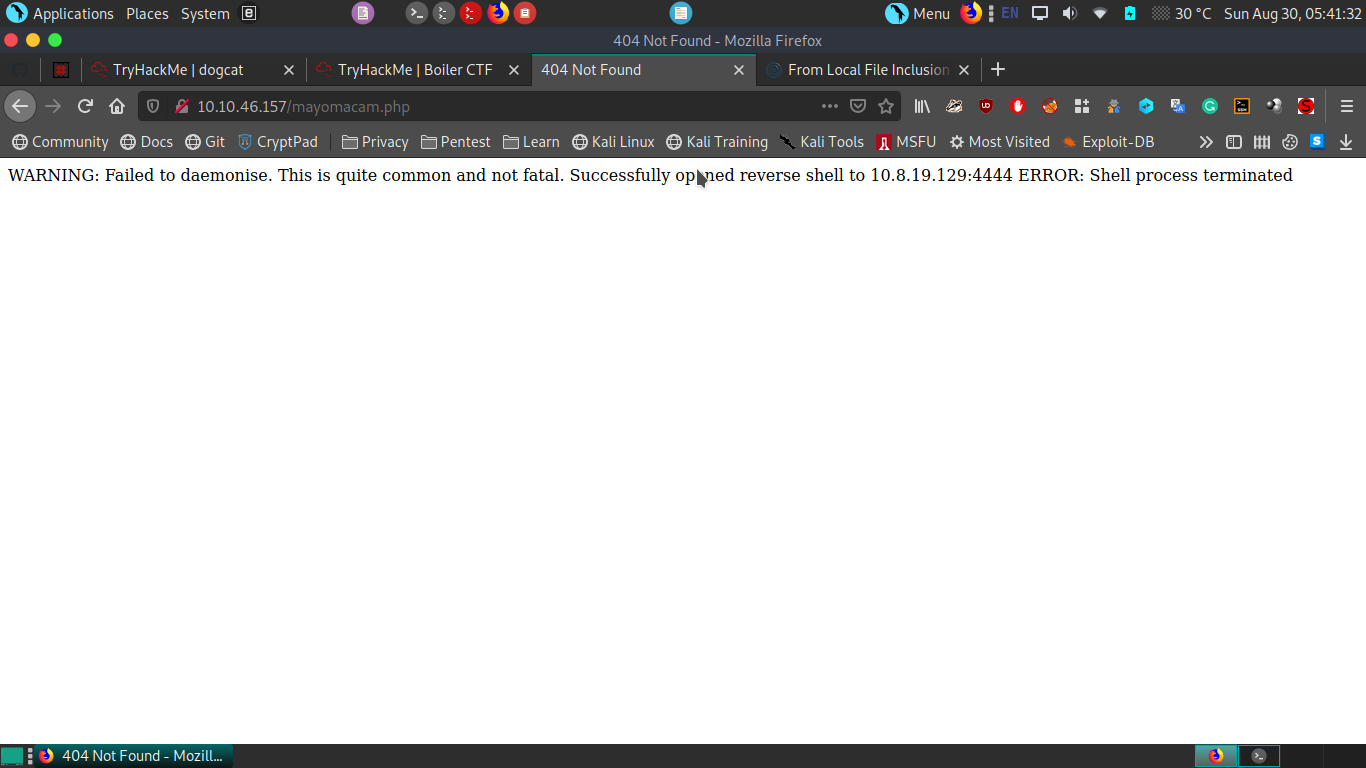 Applications Places System Menu EN 30 °C Sun Aug 30, 05:41:32
404 Not Found - Mozilla Firefox
TryHackMe | dogcat TryHackMe | Boiler CTF 404 Not Found From Local File Inclusion
10.10.46.157/mayomacam.php
Community Docs Git CryptPad Privacy Pentest Learn Kali Linux Kali Training Kali Tools MSFU Most Visited Exploit-DB
WARNING: Failed to daemonise. This is quite common and not fatal. Successfully opened reverse shell to 10.8.19.129:4444 ERROR: Shell process terminated
404 Not Found - Mozill...